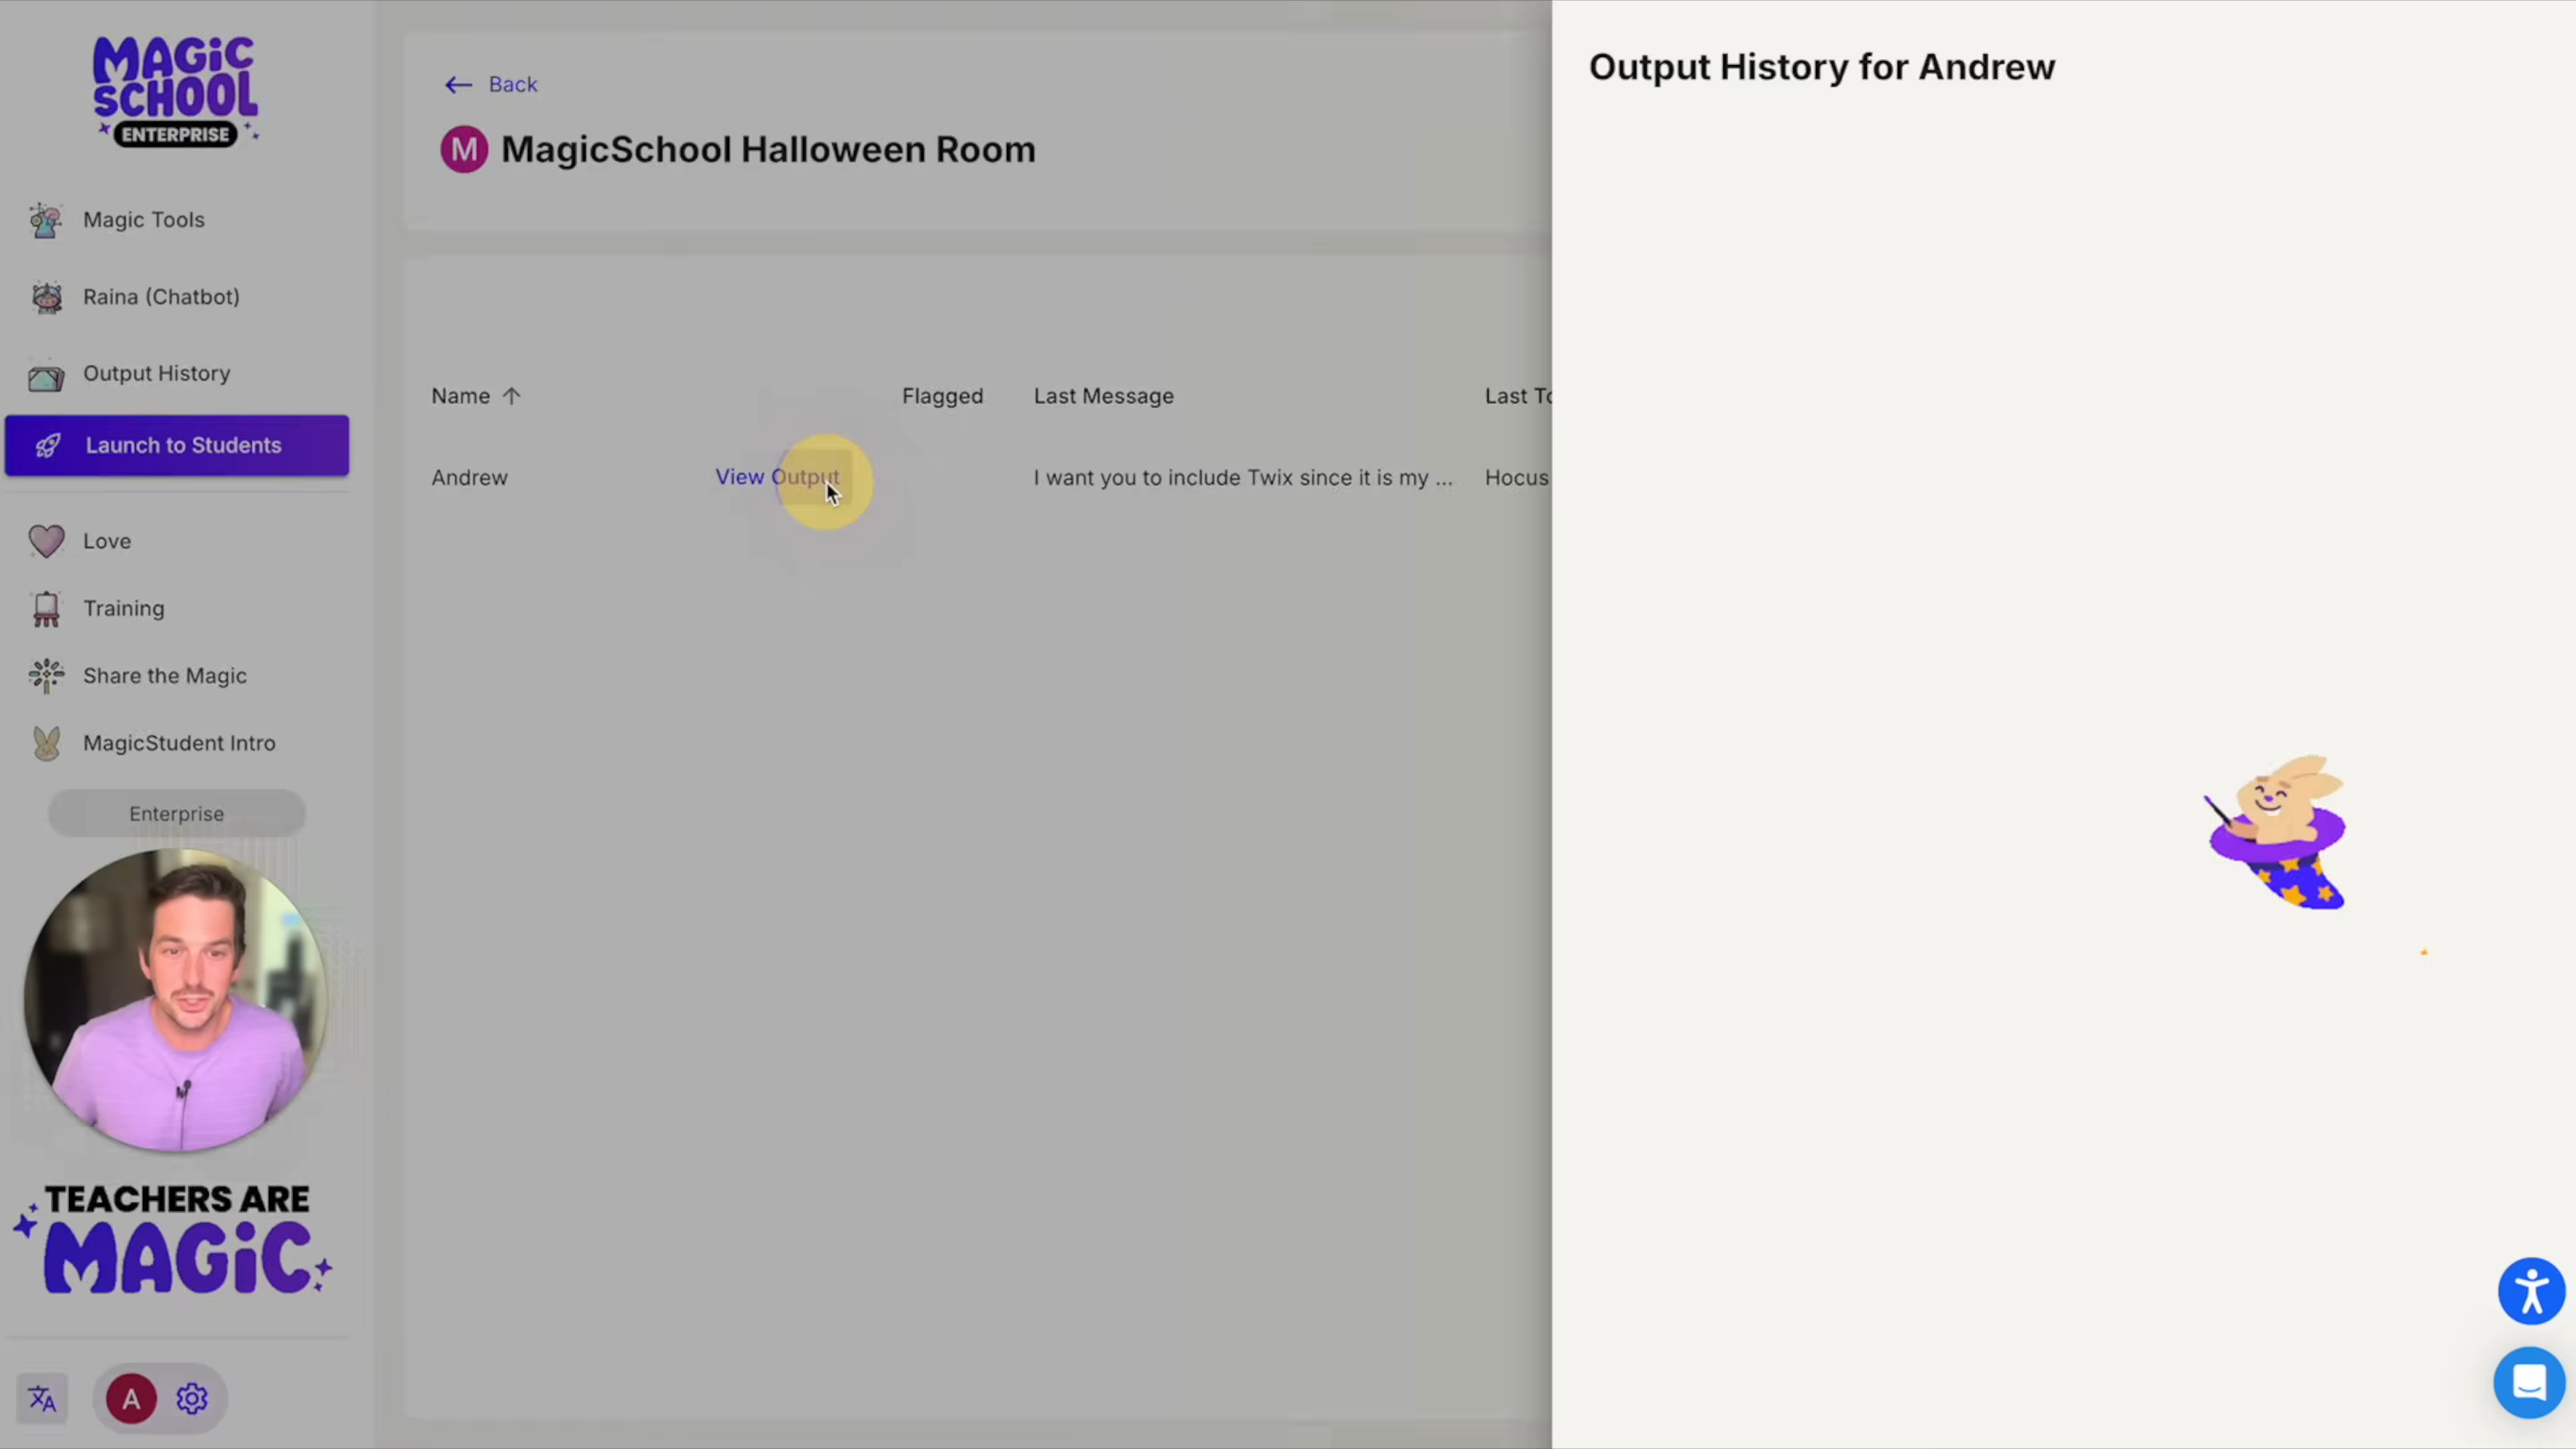 MAGiC
SCHOOL
ENTERPRISE
Magic Tools
Raina (Chatbot)
Output History
Launch to Students
Love
Training
Share the Magic
MagicStudent Intro
Enterprise
TEACHERS ARE
MAGiC
A
Back
M MagicSchool Halloween Room
Name Flagged Last Message Last To
Andrew View Output I want you to include Twix since it is my ... Hocus
Output History for Andrew